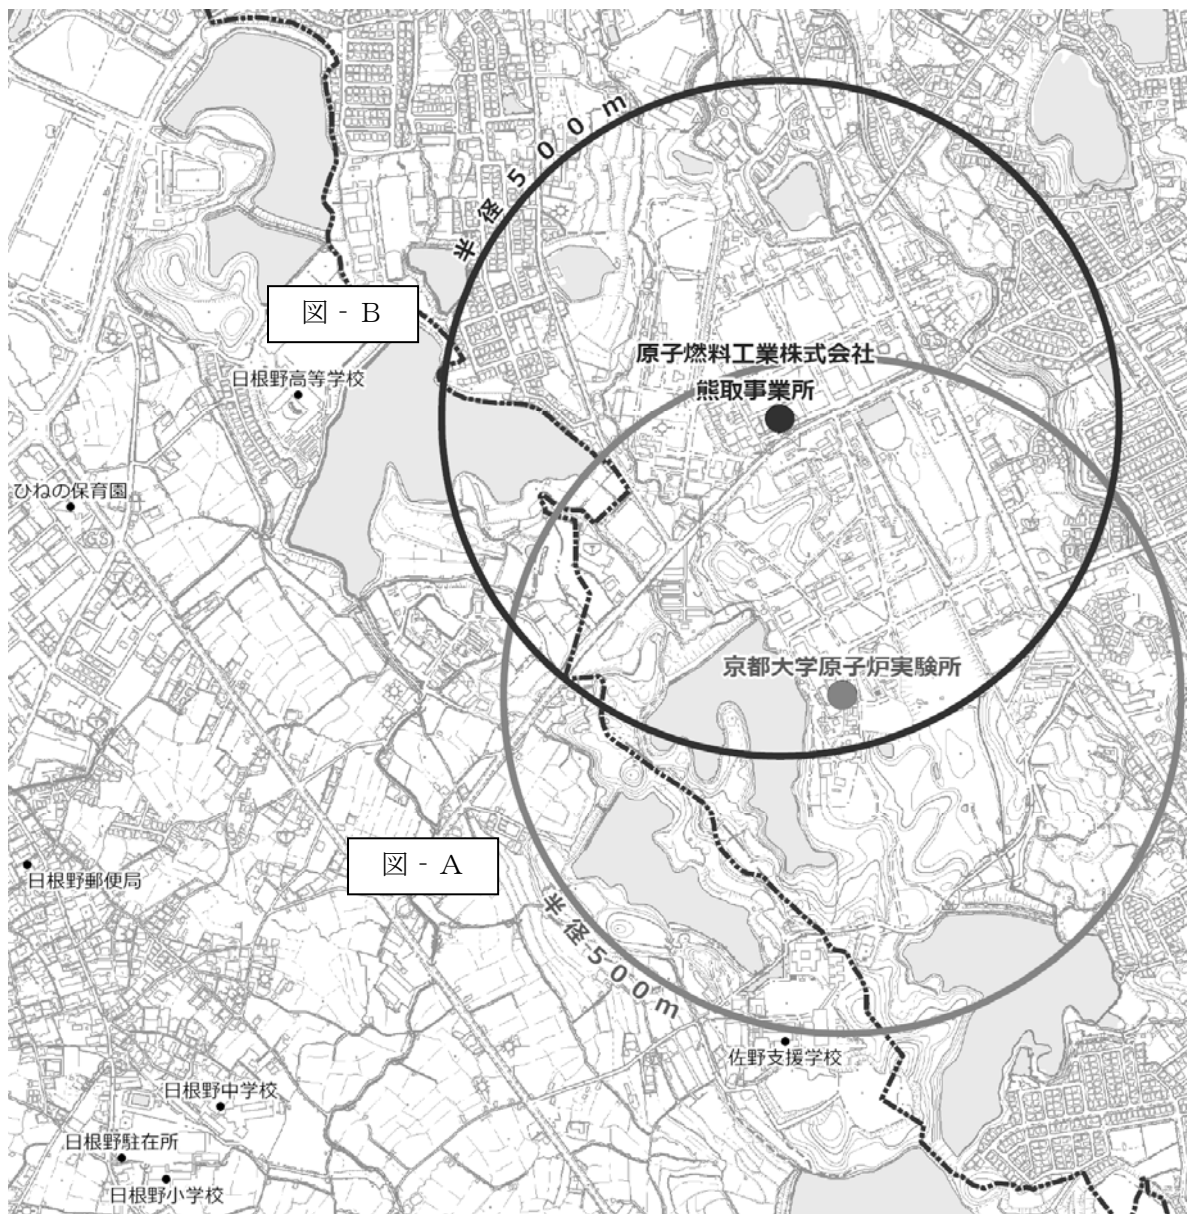 半径５００ｍ
図 - B
原子燃料工業株式会社
熊取事業所
日根野高等学校
ひねの保育園
京都大学原子炉実験所
図 - A
日根野郵便局
半径５００ｍ
佐野支援学校
日根野中学校
日根野駐在所
日根野小学校